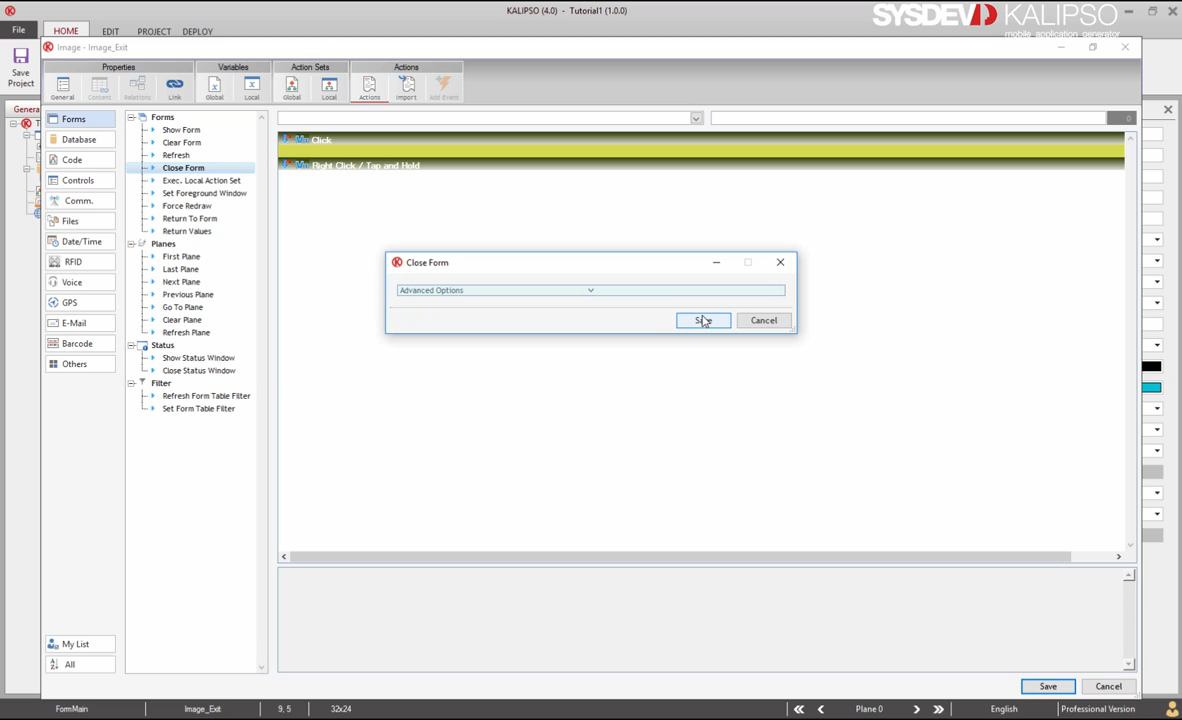 KALIPSO (4.0) - Tutorial1 (1.0.0)
SYSDEV KALIPSO
mobile application generator
File HOME EDIT PROJECT DEPLOY
Save Project
Image - Image_Exit
Properties Variables Action Sets Actions
General Content Relations Link Global Local Global Local Actions Import Add Event
Genera
T
Forms
Database
Code
Controls
Comm.
Files
Date/Time
RFID
Voice
GPS
E-Mail
Barcode
Others
My List
All
Forms
Show Form
Clear Form
Refresh
Close Form
Exec. Local Action Set
Set Foreground Window
Force Redraw
Return To Form
Return Values
Planes
First Plane
Last Plane
Next Plane
Previous Plane
Go To Plane
Clear Plane
Refresh Plane
Status
Show Status Window
Close Status Window
Filter
Refresh Form Table Filter
Set Form Table Filter
0
Click
Right Click / Tap and Hold
Close Form
Advanced Options
Save Cancel
Save Cancel
FormMain Image_Exit 9, 5 32x24 Plane 0 English Professional Version